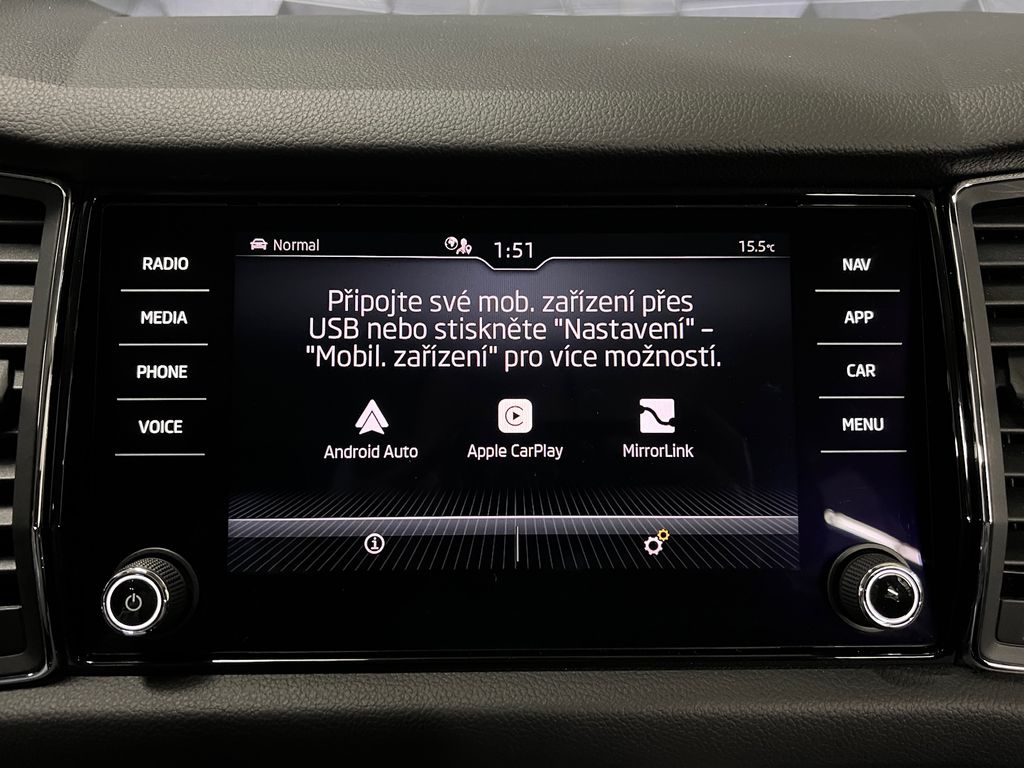 Normal
1:51
15.5°C
RADIO
MEDIA
PHONE
VOICE
Připojte své mob. zařízení přes
USB nebo stiskněte "Nastavení" –
"Mobil. zařízení" pro více možností.
Android Auto
Apple CarPlay
MirrorLink
NAV
APP
CAR
MENU